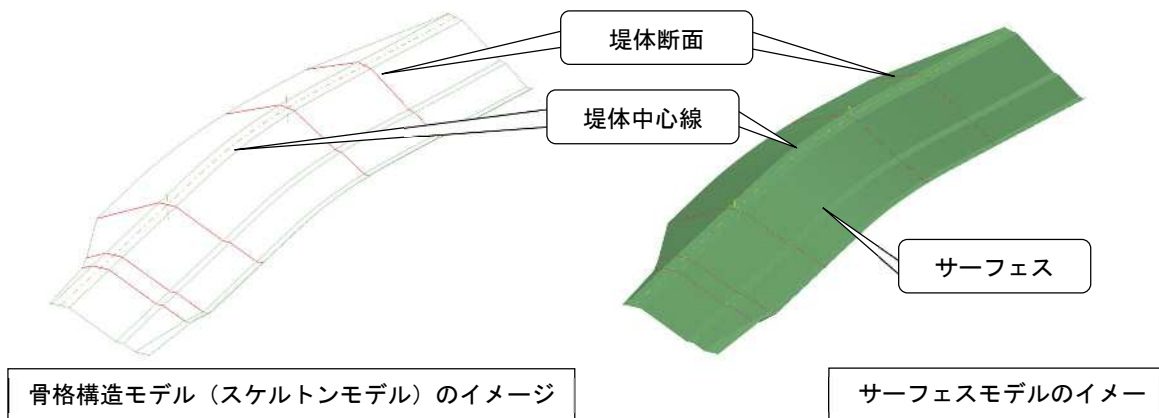 堤体断面
堤体中心線
サーフェス
骨格構造モデル（スケルトンモデル）のイメージ
サーフェスモデルのイメー